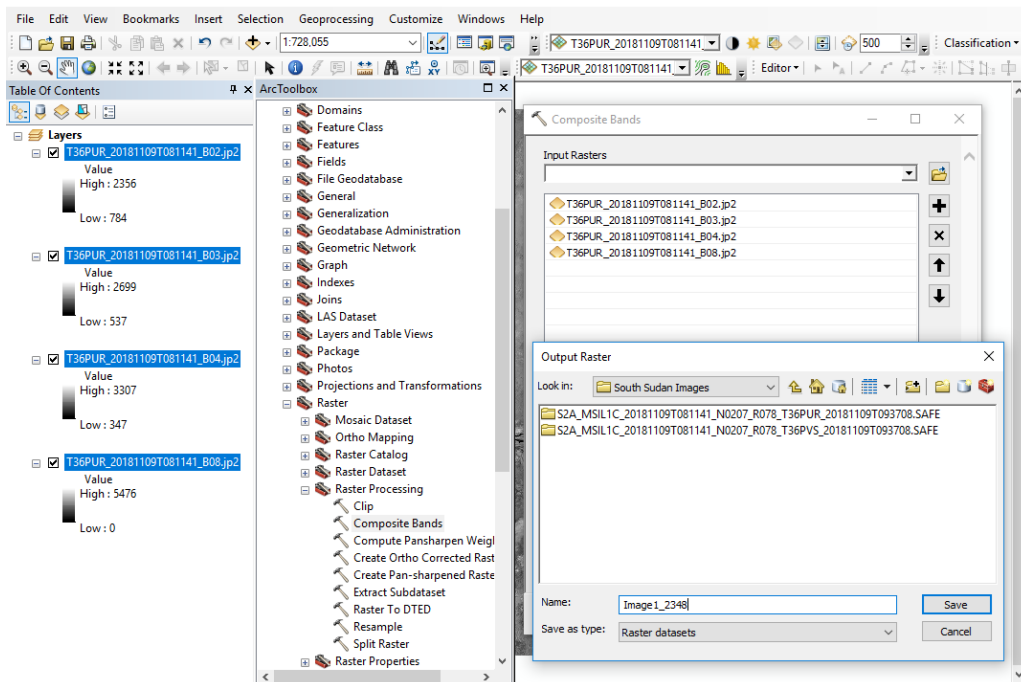 File Edit View Bookmarks Insert Selection Geoprocessing Customize Windows Help
1:728,055
T36PUR_20181109T081141_
500
Classification
T36PUR_20181109T081141_
Editor
Table Of Contents
Layers
T36PUR_20181109T081141_B02.jp2
Value
High : 2356
Low : 784
T36PUR_20181109T081141_B03.jp2
Value
High : 2699
Low : 537
T36PUR_20181109T081141_B04.jp2
Value
High : 3307
Low : 347
T36PUR_20181109T081141_B08.jp2
Value
High : 5476
Low : 0
ArcToolbox
Domains
Feature Class
Features
Fields
File Geodatabase
General
Generalization
Geodatabase Administration
Geometric Network
Graph
Indexes
Joins
LAS Dataset
Layers and Table Views
Package
Photos
Projections and Transformations
Raster
Mosaic Dataset
Ortho Mapping
Raster Catalog
Raster Dataset
Raster Processing
Clip
Composite Bands
Compute Pansharpen Weigl
Create Ortho Corrected Rast
Create Pan-sharpened Raste
Extract Subdataset
Raster To DTED
Resample
Split Raster
Raster Properties
Composite Bands
Input Rasters
T36PUR_20181109T081141_B02.jp2
T36PUR_20181109T081141_B03.jp2
T36PUR_20181109T081141_B04.jp2
T36PUR_20181109T081141_B08.jp2
Output Raster
Look in: South Sudan Images
S2A_MSIL1C_20181109T081141_N0207_R078_T36PUR_20181109T093708.SAFE
S2A_MSIL1C_20181109T081141_N0207_R078_T36PVS_20181109T093708.SAFE
Name: Image1_2348
Save
Save as type: Raster datasets
Cancel